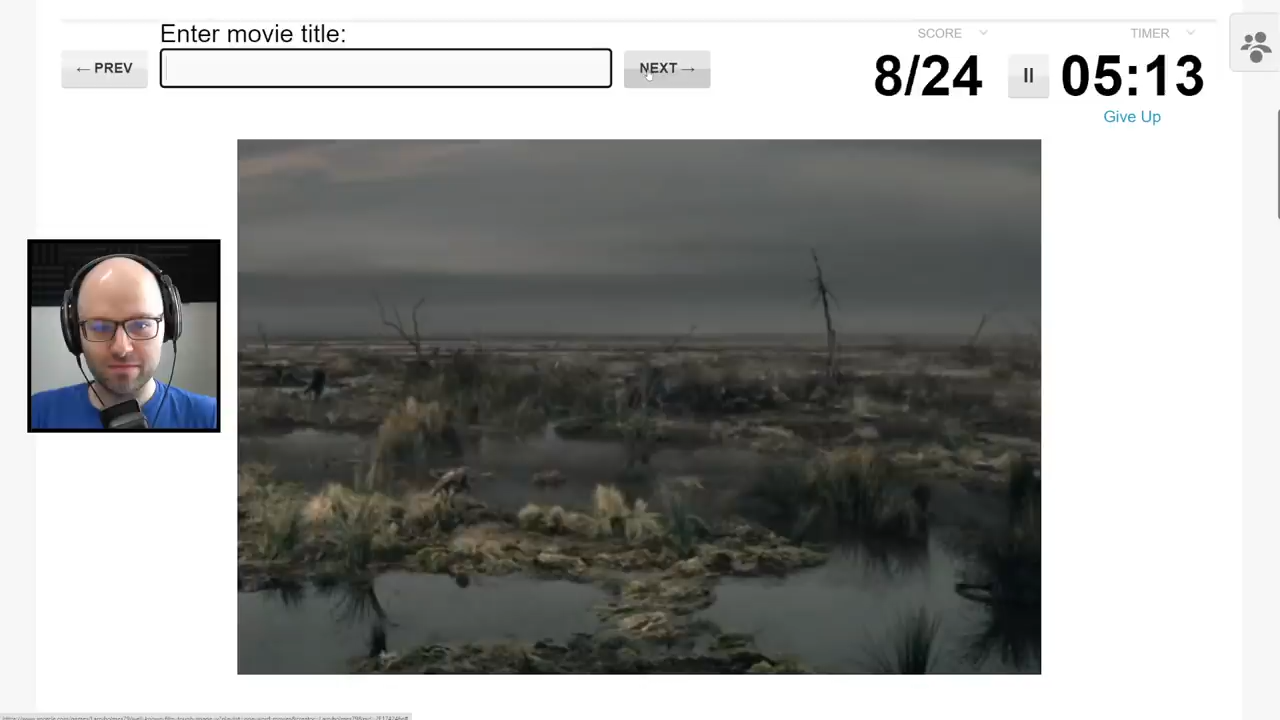 Enter movie title:
← PREV
NEXT →
SCORE
8/24
TIMER
05:13
Give Up